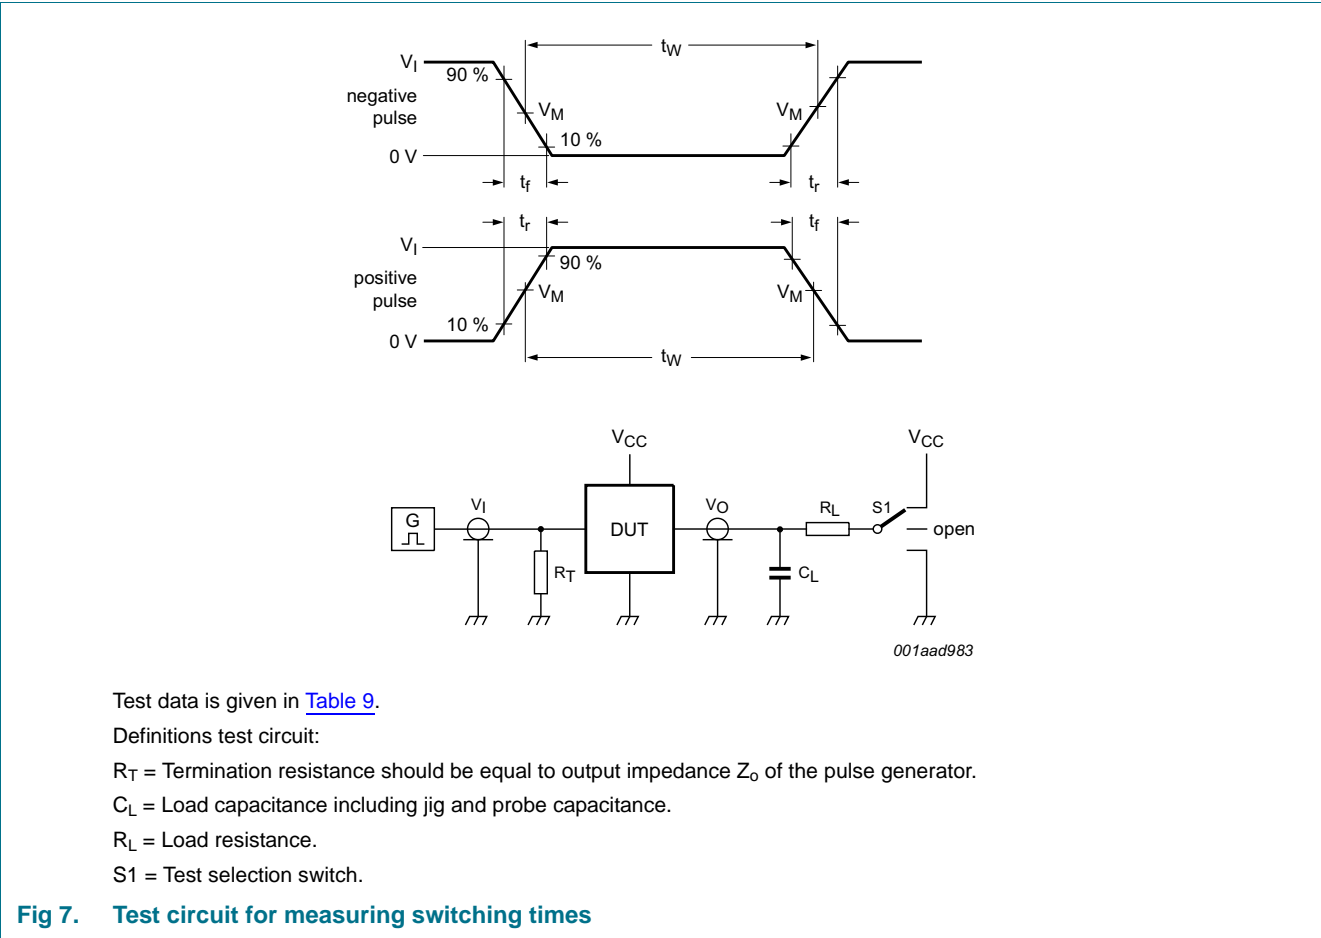 tW
VI
90 %
negative
pulse
VM
VM
10 %
0 V
tf
tr
tr
tf
VI
90 %
positive
pulse
VM
VM
10 %
0 V
tW
VCC
VCC
G
VI
DUT
VO
RL
S1
open
RT
CL
001aad983
Test data is given in Table 9.
Definitions test circuit:
RT = Termination resistance should be equal to output impedance Zo of the pulse generator.
CL = Load capacitance including jig and probe capacitance.
RL = Load resistance.
S1 = Test selection switch.
Fig 7. Test circuit for measuring switching times